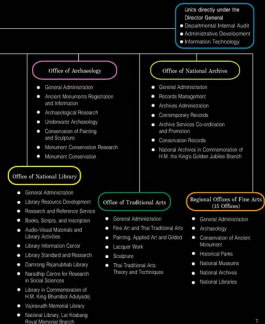 Units directly under the
Director General
● Departmental Internal Audit
● Administrative Development
● Information Technology
Office of Archaeology
● General Administration
● Ancient Monuments Registration
and Information
● Archaeological Research
● Underwater Archaeology
● Conservation of Painting
and Sculpture
● Monument Conservation Research
● Monument Conservation
Office of National Archive
● General Administration
● Records Management
● Archives Administration
● Contemporary Records
● Archive Services Co-ordination
and Promotion
● Conservation Records
● National Archives in Commemoration of
H.M. the King's Golden Jubilee Branch
Office of National Library
● General Administration
● Library Resource Development
● Research and Reference Service
● Books, Scripts, and Inscription
● Audio-Visual Materials and
Library Activities
● Library Information Center
● Library Standard and Research
● Damrong Rajanubhab Library
● Naradhip Centre for Research
in Social Sciences
● Library in Commemoration of
H.M. King Bhumibol Adulyadej
● Vajiravudh Memorial Library
● National Library, Lat Krabang
Royal Memorial Branch
Office of Traditional Arts
● General Administration
● Fine Art and Thai Traditional Arts
● Painting, Applied Art and Gilded
● Lacquer Work
● Sculpture
● Thai Traditional Arts
Theory and Techniques
Regional Offices of Fine Arts
(15 Offices)
● General Administration
● Archaeology
● Conservation of Ancient
Monument
● Historical Parks
● National Museums
● National Archives
● National Libraries
7